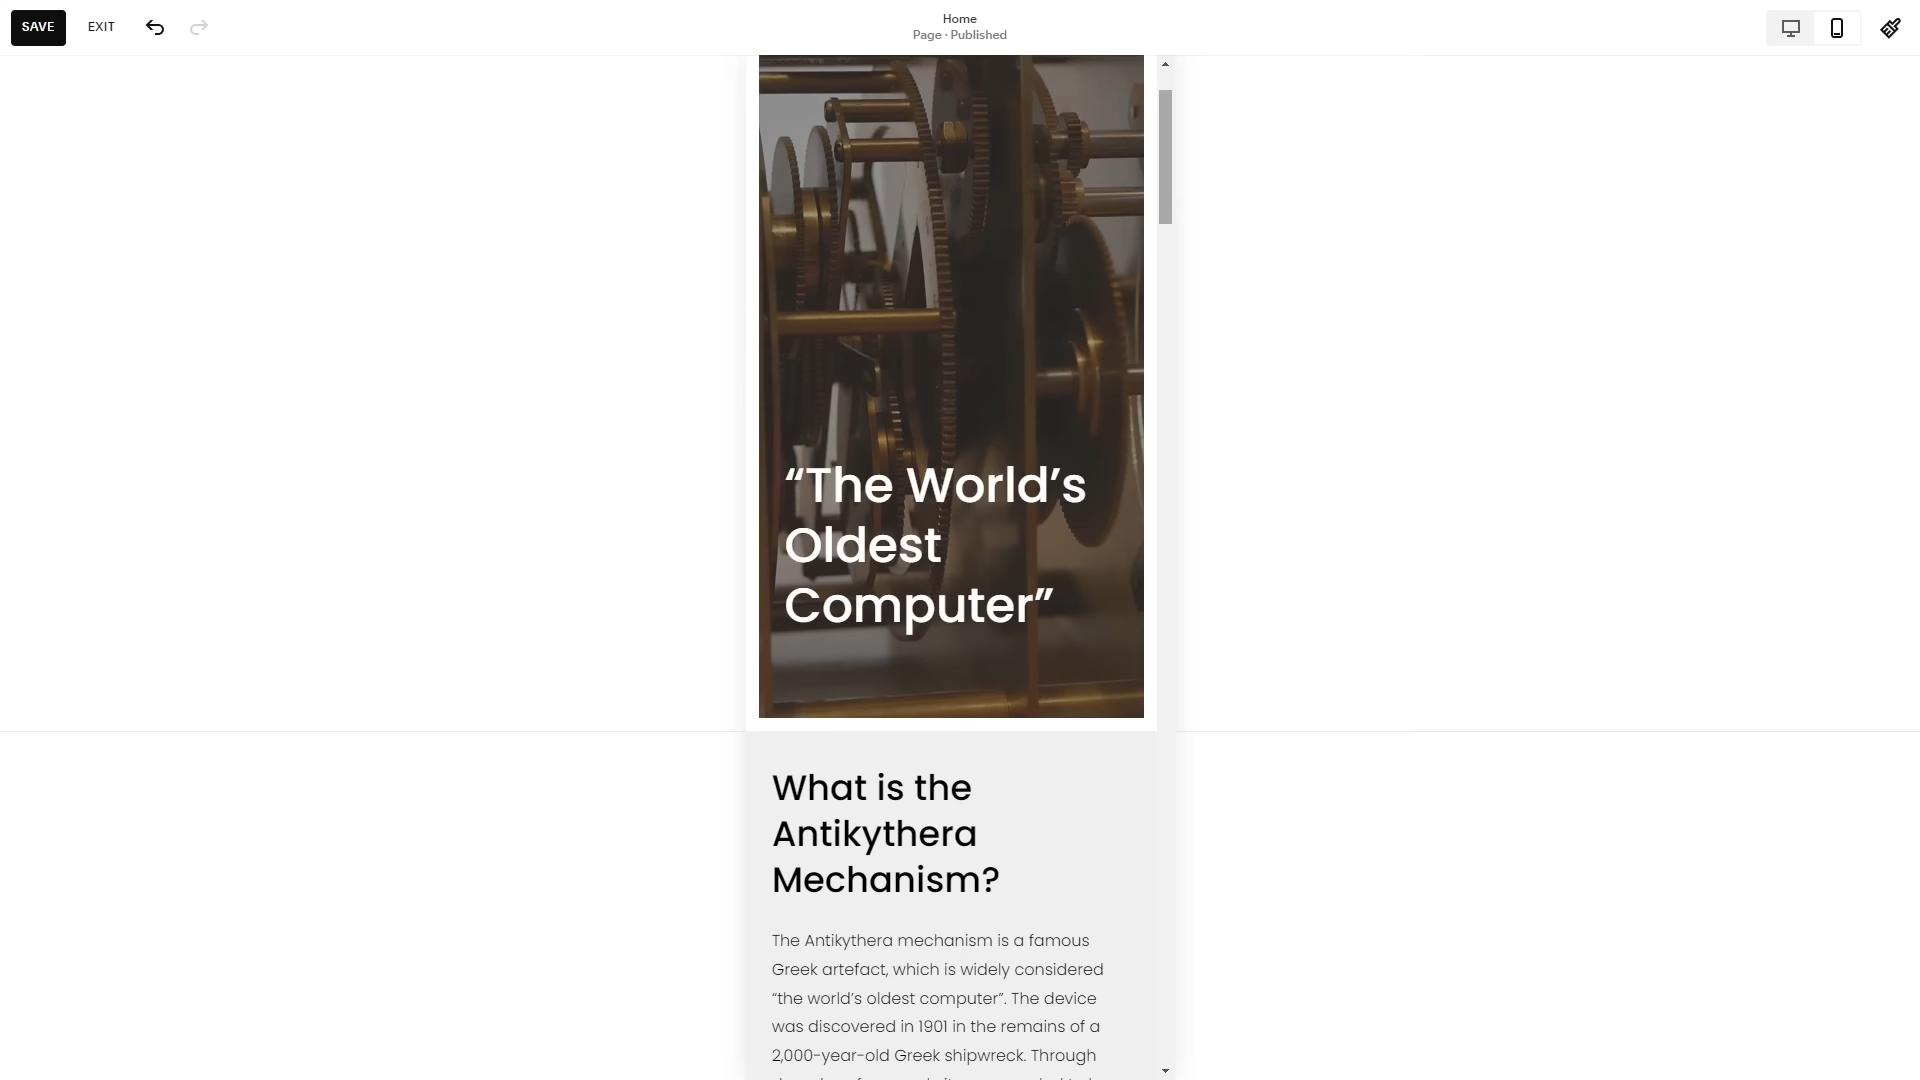 SAVE
EXIT
Home
Page · Published
“The World’s
Oldest
Computer”
What is the
Antikythera
Mechanism?
The Antikythera mechanism is a famous
Greek artefact, which is widely considered
“the world’s oldest computer”. The device
was discovered in 1901 in the remains of a
2,000-year-old Greek shipwreck. Through